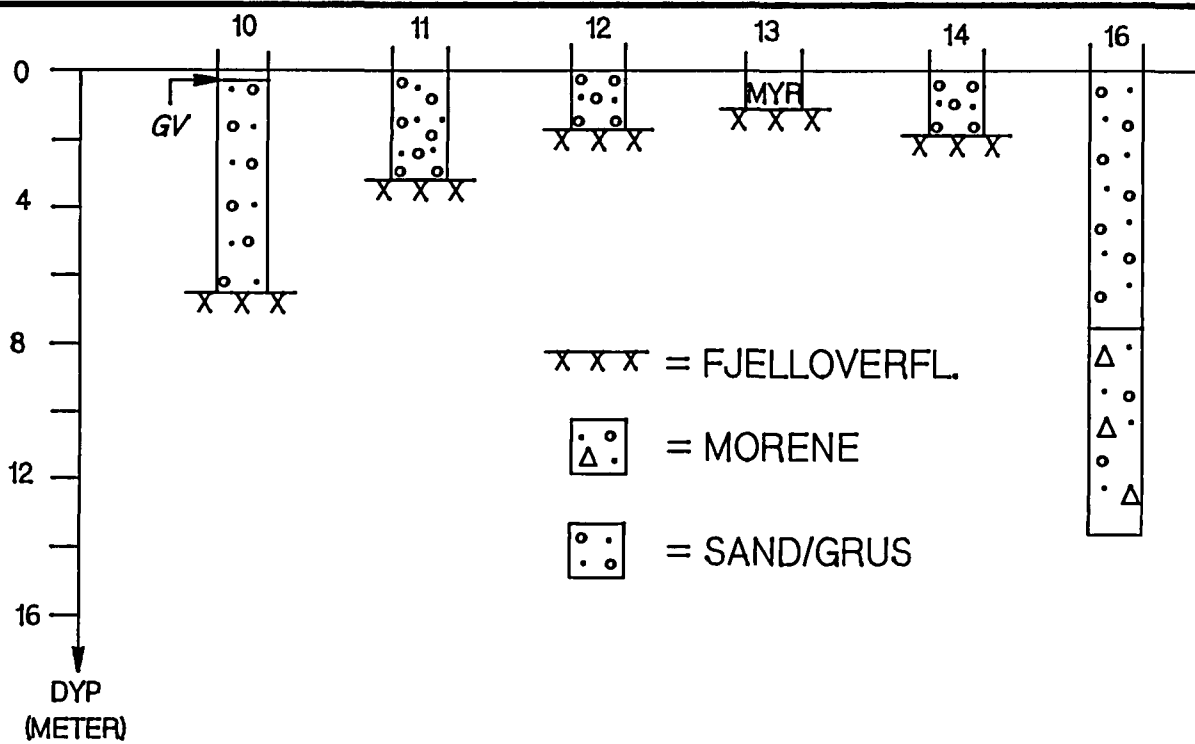 10 11 12 13 14 16
0
GV
MYR
4
8
X X X = FJELLOVERFL.
= MORENE
12
= SAND/GRUS
16
DYP
(METER)